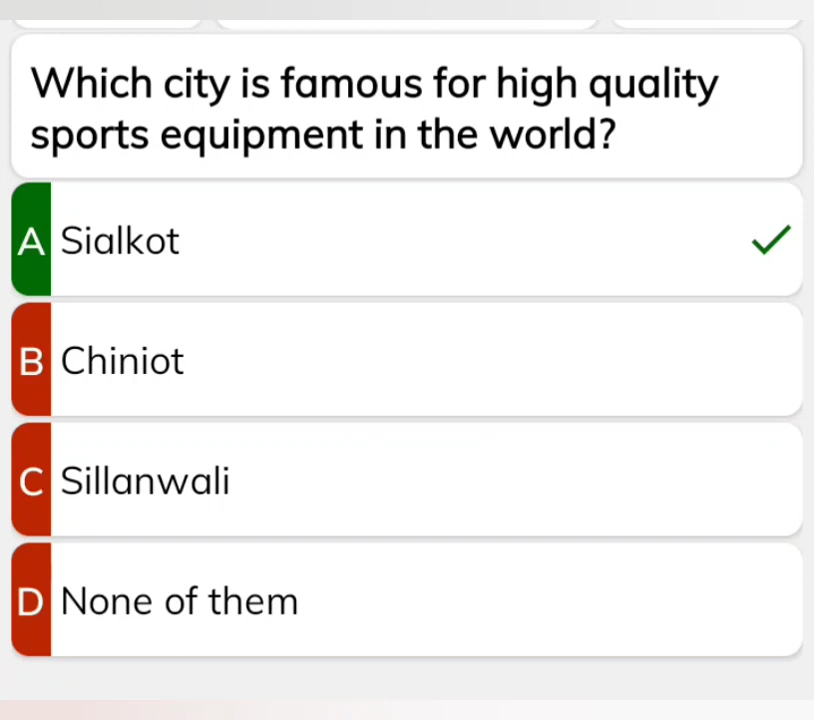 Which city is famous for high quality
sports equipment in the world?
A Sialkot
B Chiniot
C Sillanwali
D None of them